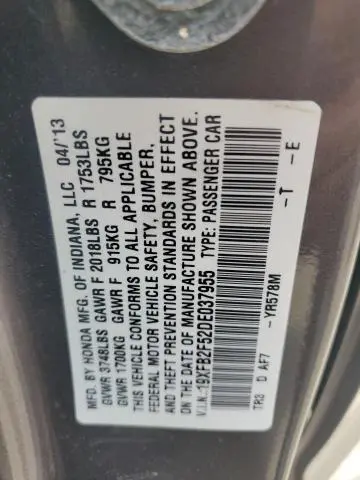 MFD. BY HONDA MFG. OF INDIANA, LLC 04/'13
GVWR 3748LBS GAWR F 2018LBS R 1753LBS
GVWR 1700KG GAWR F 915KG R 795KG
THIS VEHICLE CONFORMS TO ALL APPLICABLE
FEDERAL MOTOR VEHICLE SAFETY, BUMPER,
AND THEFT PREVENTION STANDARDS IN EFFECT
ON THE DATE OF MANUFACTURE SHOWN ABOVE.
V.I.N.:19XFB2F52DE037955 TYPE: PASSENGER CAR
-YR578M -T -E
TR3 D AF7